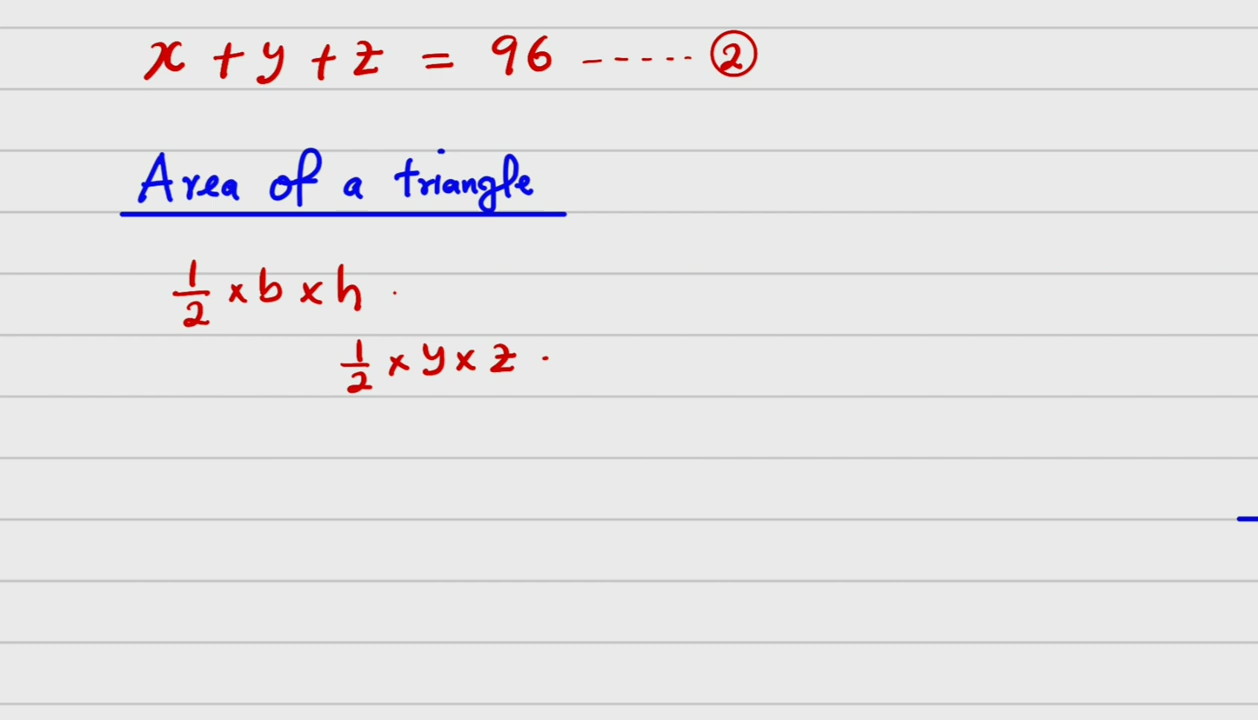 x + y + z = 96 ------ ②
Area of a triangle
1/2 × b × h .
1/2 × y × z .